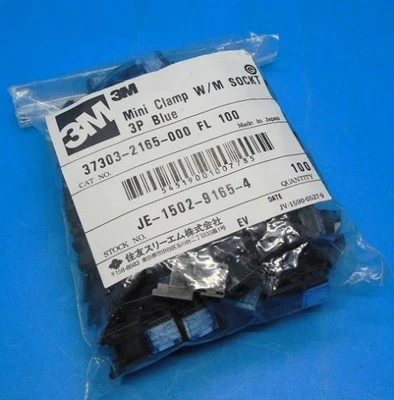 3M
3M
Mini Clamp W/M SOCKT
3P Blue
37303-2165-000 FL 100
CAT NO.
Made in Japan
JE-1502-9165-4
100
STOCK NO.
QUANTITY
住友スリーエム株式会社
EV
DATE